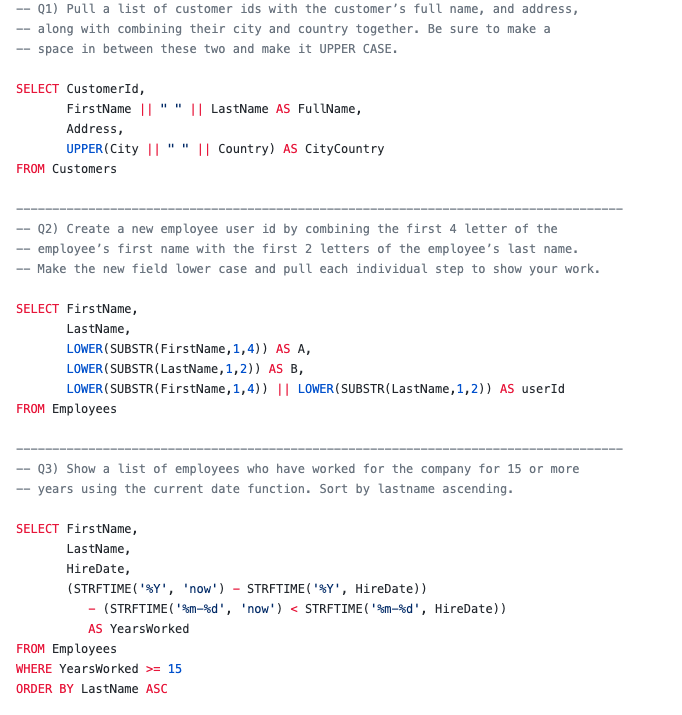 -- Q1) Pull a list of customer ids with the customer’s full name, and address,
-- along with combining their city and country together. Be sure to make a
-- space in between these two and make it UPPER CASE.
SELECT CustomerId,
FirstName || " " || LastName AS FullName,
Address,
UPPER(City || " " || Country) AS CityCountry
FROM Customers
------------------------------------------------------------------------------------
-- Q2) Create a new employee user id by combining the first 4 letter of the
-- employee’s first name with the first 2 letters of the employee’s last name.
-- Make the new field lower case and pull each individual step to show your work.
SELECT FirstName,
LastName,
LOWER(SUBSTR(FirstName,1,4)) AS A,
LOWER(SUBSTR(LastName,1,2)) AS B,
LOWER(SUBSTR(FirstName,1,4)) || LOWER(SUBSTR(LastName,1,2)) AS userId
FROM Employees
------------------------------------------------------------------------------------
-- Q3) Show a list of employees who have worked for the company for 15 or more
-- years using the current date function. Sort by lastname ascending.
SELECT FirstName,
LastName,
HireDate,
(STRFTIME('%Y', 'now') - STRFTIME('%Y', HireDate))
- (STRFTIME('%m-%d', 'now') < STRFTIME('%m-%d', HireDate))
AS YearsWorked
FROM Employees
WHERE YearsWorked >= 15
ORDER BY LastName ASC